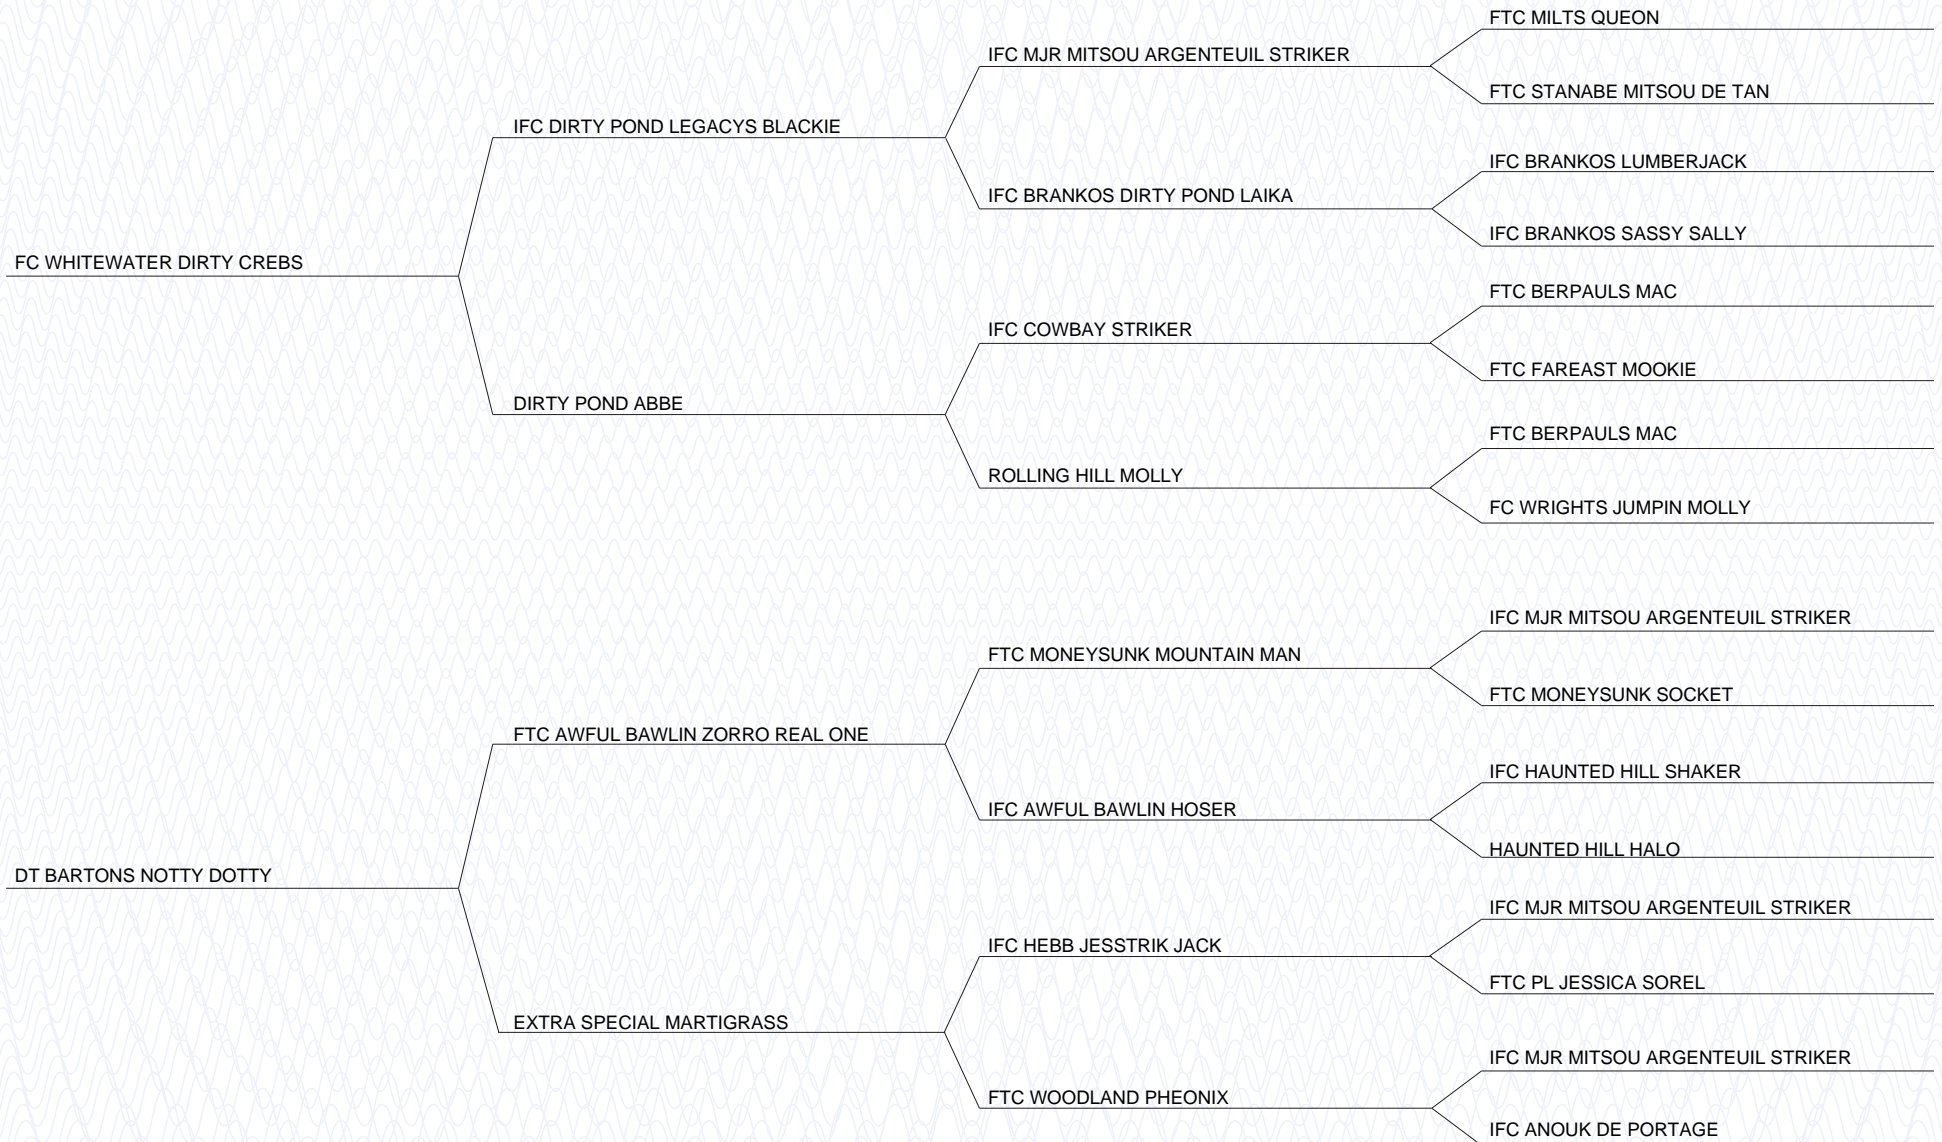 FTC MILTS QUEON
IFC MJR MITSOU ARGENTEUIL STRIKER
FTC STANABE MITSOU DE TAN
IFC DIRTY POND LEGACYS BLACKIE
IFC BRANKOS LUMBERJACK
IFC BRANKOS DIRTY POND LAIKA
IFC BRANKOS SASSY SALLY
FC WHITEWATER DIRTY CREBS
FTC BERPAULS MAC
IFC COWBAY STRIKER
FTC FAREAST MOOKIE
DIRTY POND ABBE
FTC BERPAULS MAC
ROLLING HILL MOLLY
FC WRIGHTS JUMPIN MOLLY
IFC MJR MITSOU ARGENTEUIL STRIKER
FTC MONEYSUNK MOUNTAIN MAN
FTC MONEYSUNK SOCKET
FTC AWFUL BAWLIN ZORRO REAL ONE
IFC HAUNTED HILL SHAKER
IFC AWFUL BAWLIN HOSER
HAUNTED HILL HALO
DT BARTONS NOTTY DOTTY
IFC MJR MITSOU ARGENTEUIL STRIKER
IFC HEBB JESSTRIK JACK
FTC PL JESSICA SOREL
EXTRA SPECIAL MARTIGRASS
IFC MJR MITSOU ARGENTEUIL STRIKER
FTC WOODLAND PHEONIX
IFC ANOUK DE PORTAGE